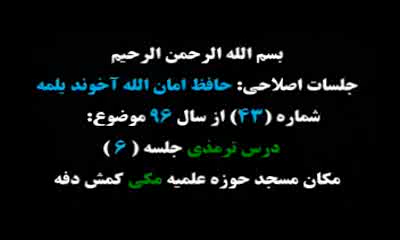 بسم الله الرحمن الرحیم
جلسات اصلاحی: حافظ امان الله آخوند یلمه
شماره (۴۳) از سال ۹۶ موضوع:
درس ترمذی جلسه ( ۶ )
مکان مسجد حوزه علمیه مکی کمش دفه